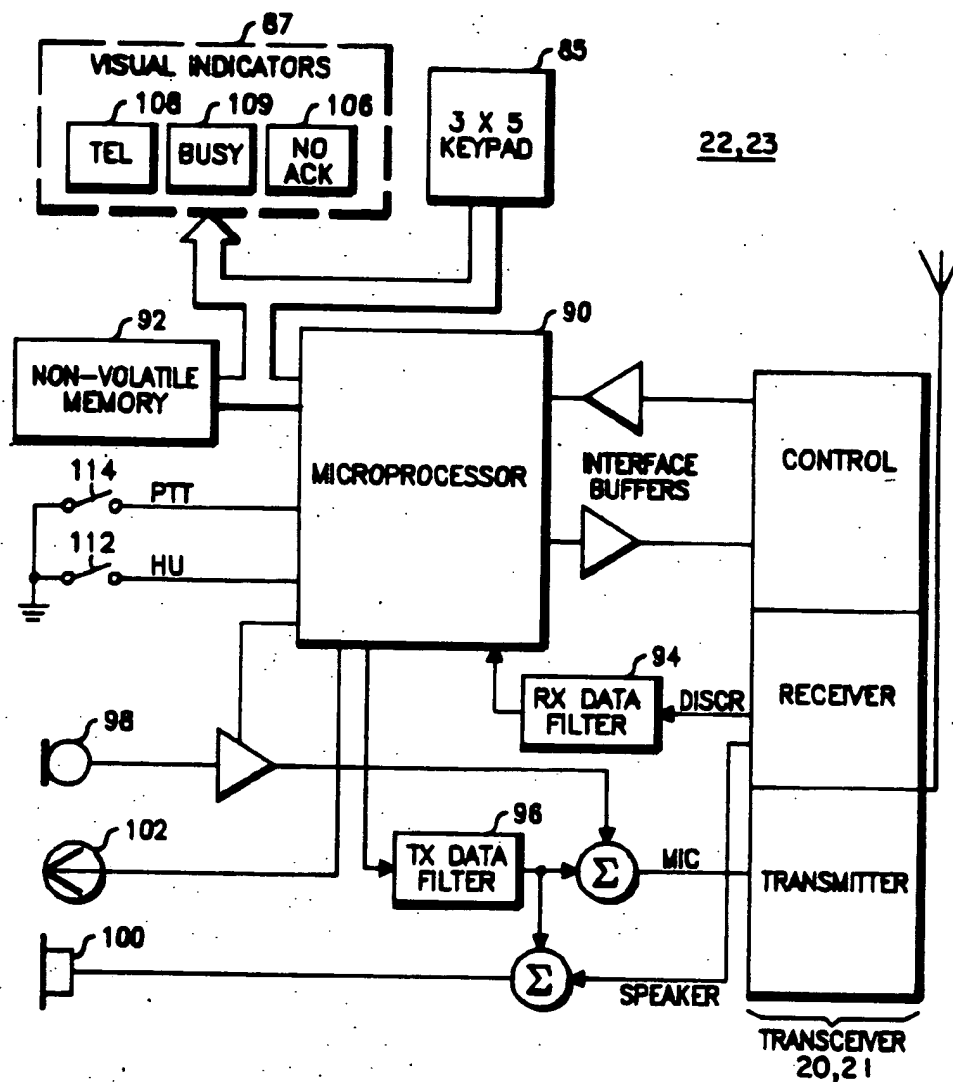 87
VISUAL INDICATORS
108
109
106
TEL
BUSY
NO
ACK
85
3 X 5
KEYPAD
22,23
92
NON-VOLATILE
MEMORY
90
MICROPROCESSOR
INTERFACE
BUFFERS
CONTROL
114
PTT
112
HU
94
RX DATA
FILTER
DISCR
RECEIVER
98
102
96
TX DATA
FILTER
Σ
MIC
TRANSMITTER
100
Σ
SPEAKER
TRANSCEIVER
20,21